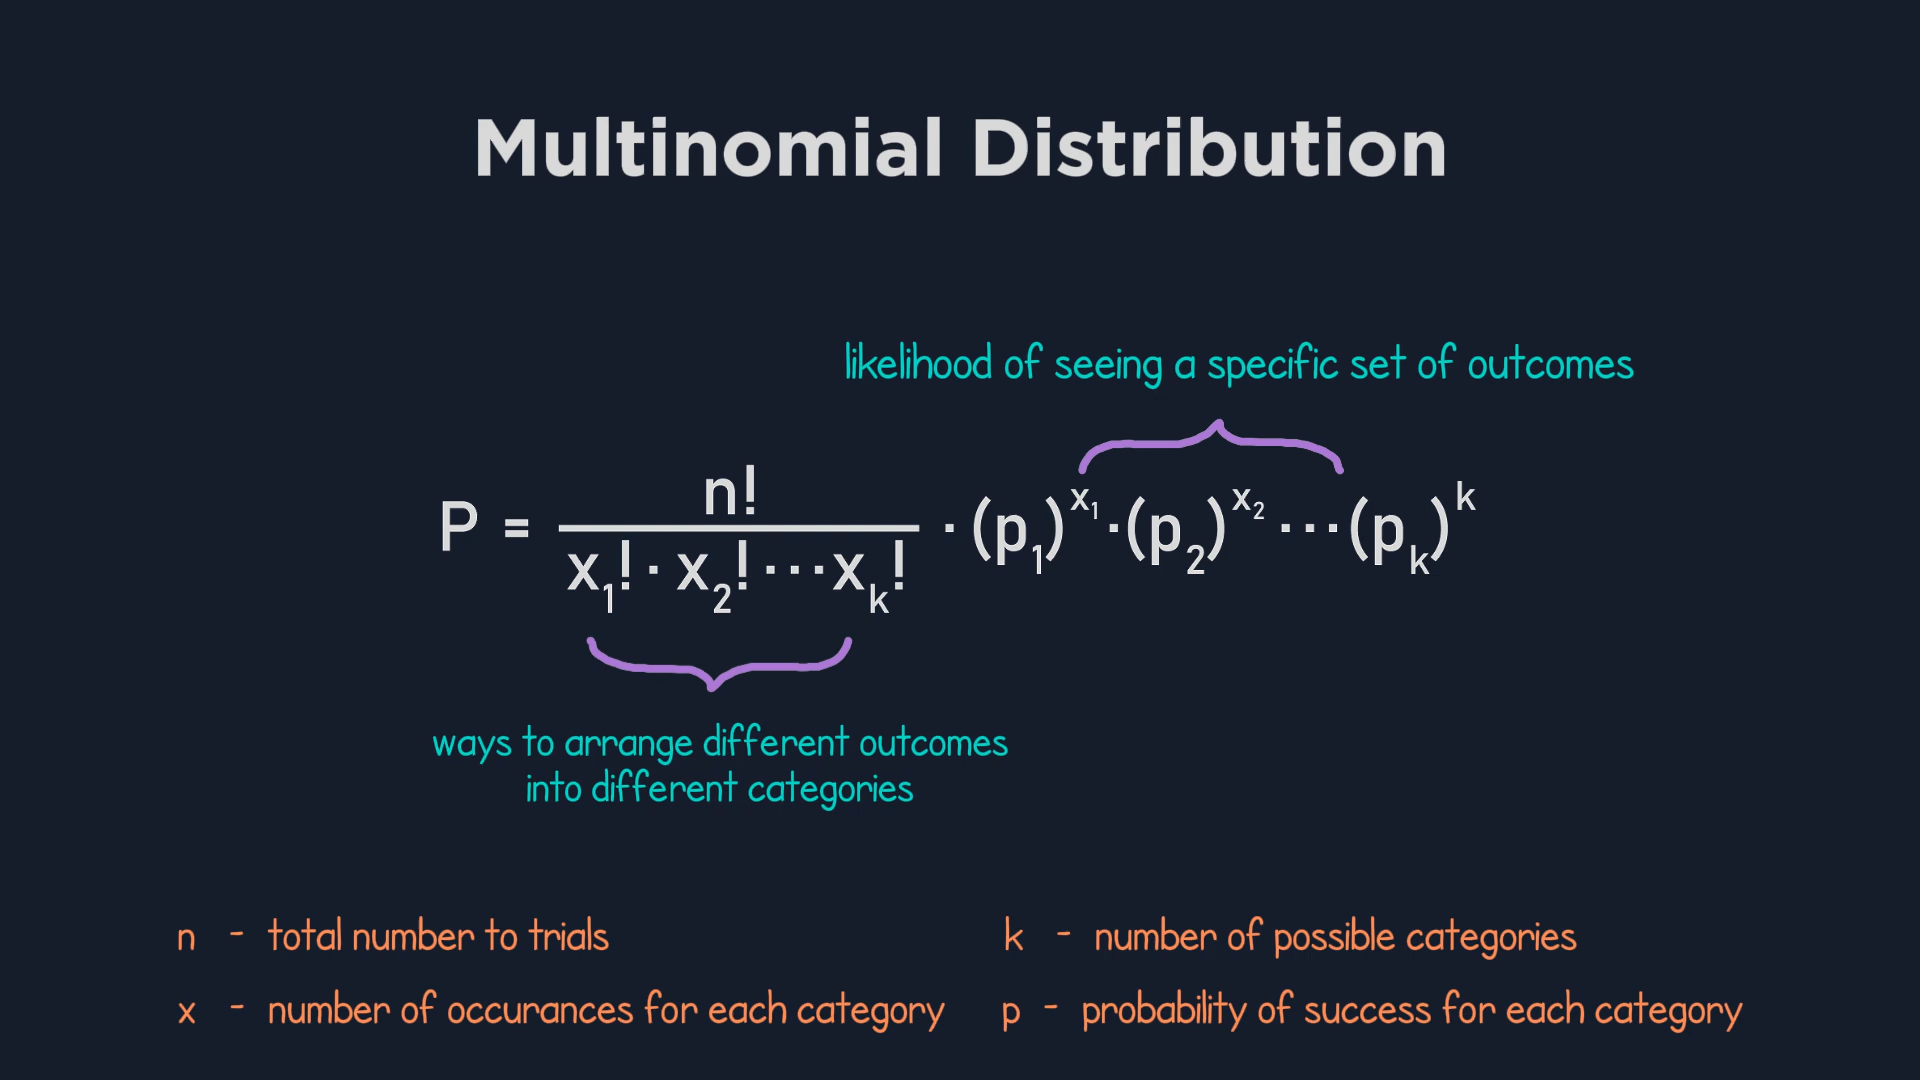 Multinomial Distribution
likelihood of seeing a specific set of outcomes
P = n! / x₁! · x₂! ··· xₖ! · (p₁)^x₁ · (p₂)^x₂ ··· (pₖ)^k
ways to arrange different outcomes
into different categories
n - total number to trials
k - number of possible categories
x - number of occurances for each category
p - probability of success for each category